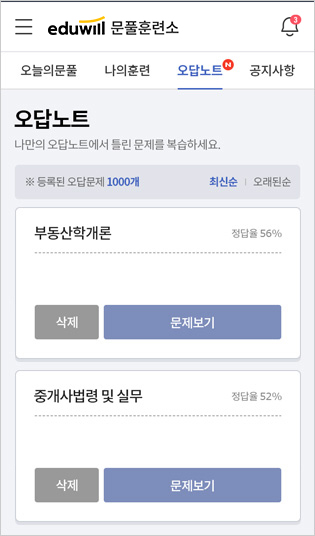 eduwill 문풀훈련소
3
오늘의문풀 나의훈련 오답노트 N 공지사항
오답노트
나만의 오답노트에서 틀린 문제를 복습하세요.
※ 등록된 오답문제 1000개 최신순 | 오래된순
부동산학개론 정답율 56%
삭제 문제보기
중개사법령 및 실무 정답율 52%
삭제 문제보기